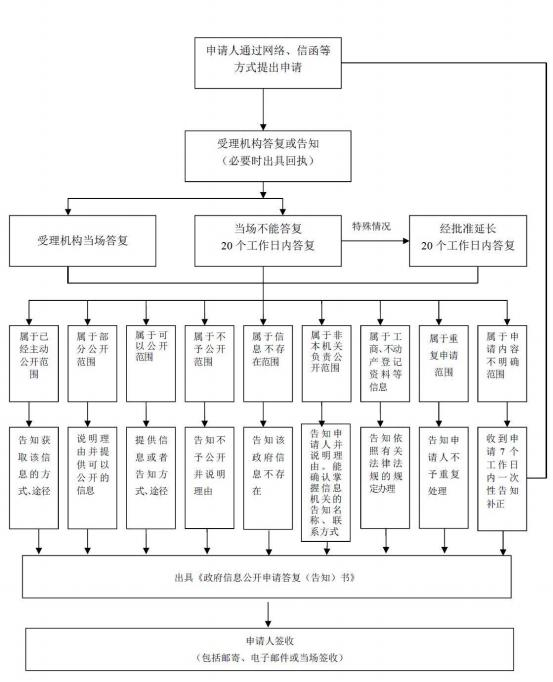 申请人通过网络、信函等
方式提出申请
受理机构答复或告知
(必要时出具回执)
受理机构当场答复
当场不能答复
20个工作日内答复
特殊情况
经批准延长
20个工作日内答复
属于已
经主动
公开范
围
属于部
分公开
范围
属于可
以公开
范围
属于不
予公开
范围
属于信
息不存
在范围
属于非
本机关
负责公
开范围
属于工
商、不动
产登记
资料等
信息
属于重
复申请
范围
属于申
请内容
不明确
范围
告知获
取该信
息的方
式、途径
说明理
由并提
供可以
公开的
信息
提供信
息或者
告知方
式、途径
告知不
予公开
并说明
理由
告知该
政府信
息不存
在
告知申
请人并
说明理
由。能
确认掌
握信息
机关的
告知名
称、联
系方式
告知依
照有关
法律法
规的规
定办理
告知申
请人不
予重复
处理
收到申
请7个
工作日
内一次
性告知
补正
出具《政府信息公开申请答复（告知）书》
申请人签收
（包括邮寄、电子邮件或当场签收）